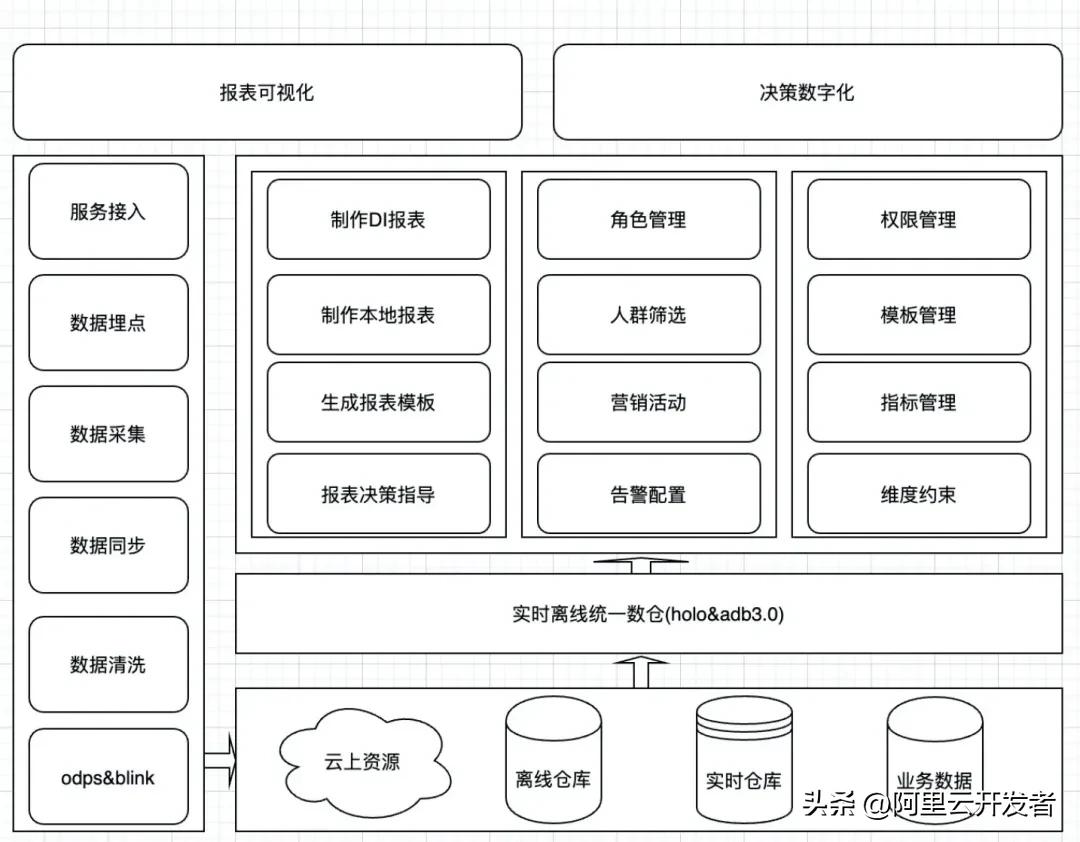 报表可视化
决策数字化
服务接入
数据埋点
数据采集
数据同步
数据清洗
odps&blink
制作DI报表
制作本地报表
生成报表模板
报表决策指导
角色管理
人群筛选
营销活动
告警配置
权限管理
模板管理
指标管理
维度约束
实时离线统一数仓(holo&adb3.0)
云上资源
离线仓库
实时仓库
业务数据
头条 @阿里云开发者